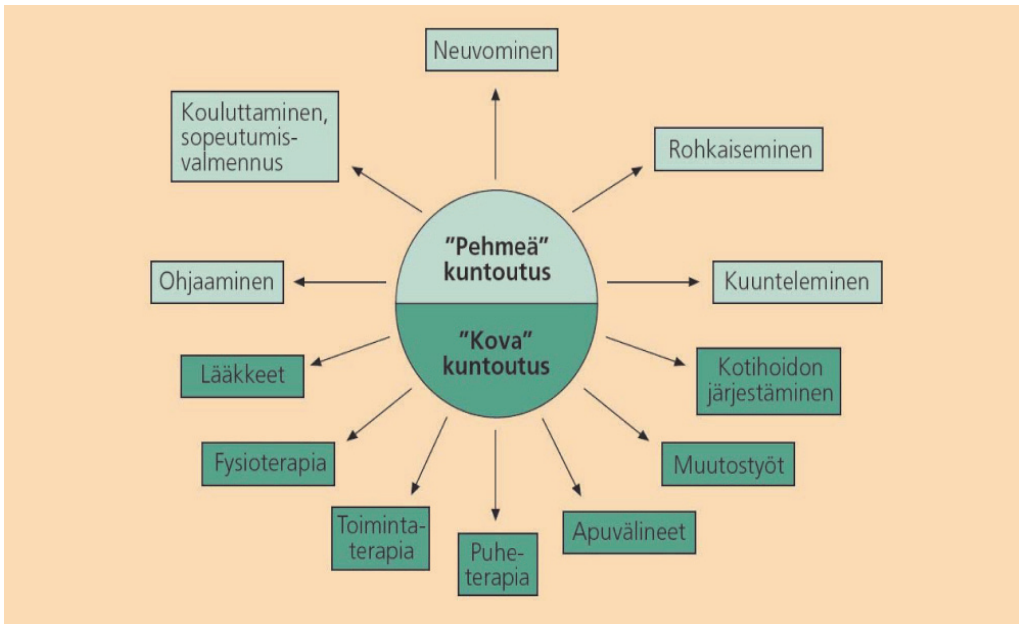 Neuvominen
Kouluttaminen,
sopeutumis-
valmennus
Rohkaiseminen
"Pehmeä"
kuntoutus
Ohjaaminen
Kuunteleminen
"Kova"
kuntoutus
Lääkkeet
Kotihoidon
järjestäminen
Fysioterapia
Muutostyöt
Toiminta-
terapia
Puhe-
terapia
Apuvälineet